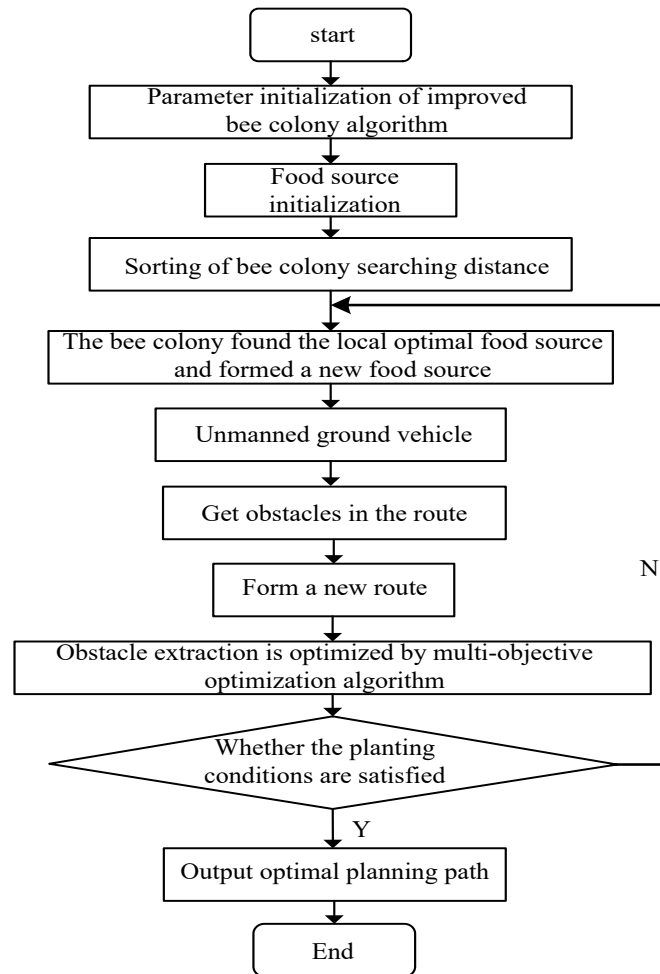 start
Parameter initialization of improved
bee colony algorithm
Food source
initialization
Sorting of bee colony searching distance
The bee colony found the local optimal food source
and formed a new food source
Unmanned ground vehicle
Get obstacles in the route
Form a new route
N
Obstacle extraction is optimized by multi-objective
optimization algorithm
Whether the planting
conditions are satisfied
Y
Output optimal planning path
End